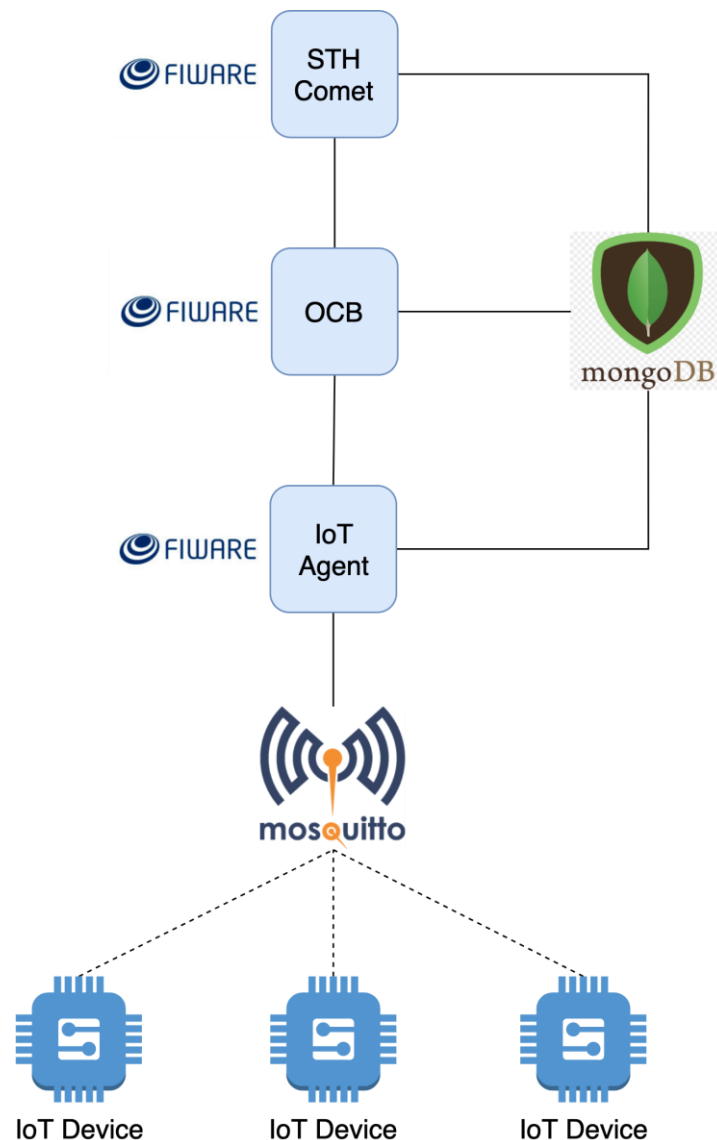 FIWARE
STH
Comet
FIWARE
OCB
mongoDB
FIWARE
IoT
Agent
mosquitto
IoT Device
IoT Device
IoT Device